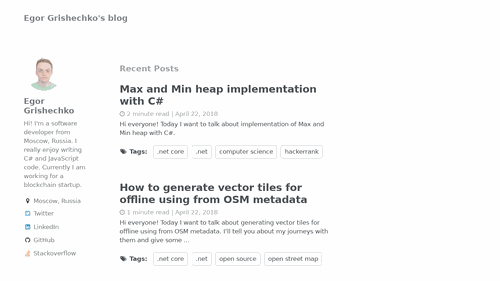 Egor Grishechko's blog
Egor
Grishechko
Hi! I'm a software
developer from
Moscow, Russia. I
really enjoy writing
C# and JavaScript
code. Currently I am
working for a
blockchain startup.
Moscow, Russia
Twitter
LinkedIn
GitHub
Stackoverflow
Recent Posts
Max and Min heap implementation
with C#
2 minute read | April 22, 2018
Hi everyone! Today I want to talk about implementation of Max and
Min heap with C#.
Tags: .net core .net computer science hackerrank
How to generate vector tiles for
offline using from OSM metadata
1 minute read | April 22, 2018
Hi everyone! Today I want to talk about generating vector tiles for
offline using from OSM metadata. I'll tell you about my journeys with
them and give some ...
Tags: .net core .net open source open street map